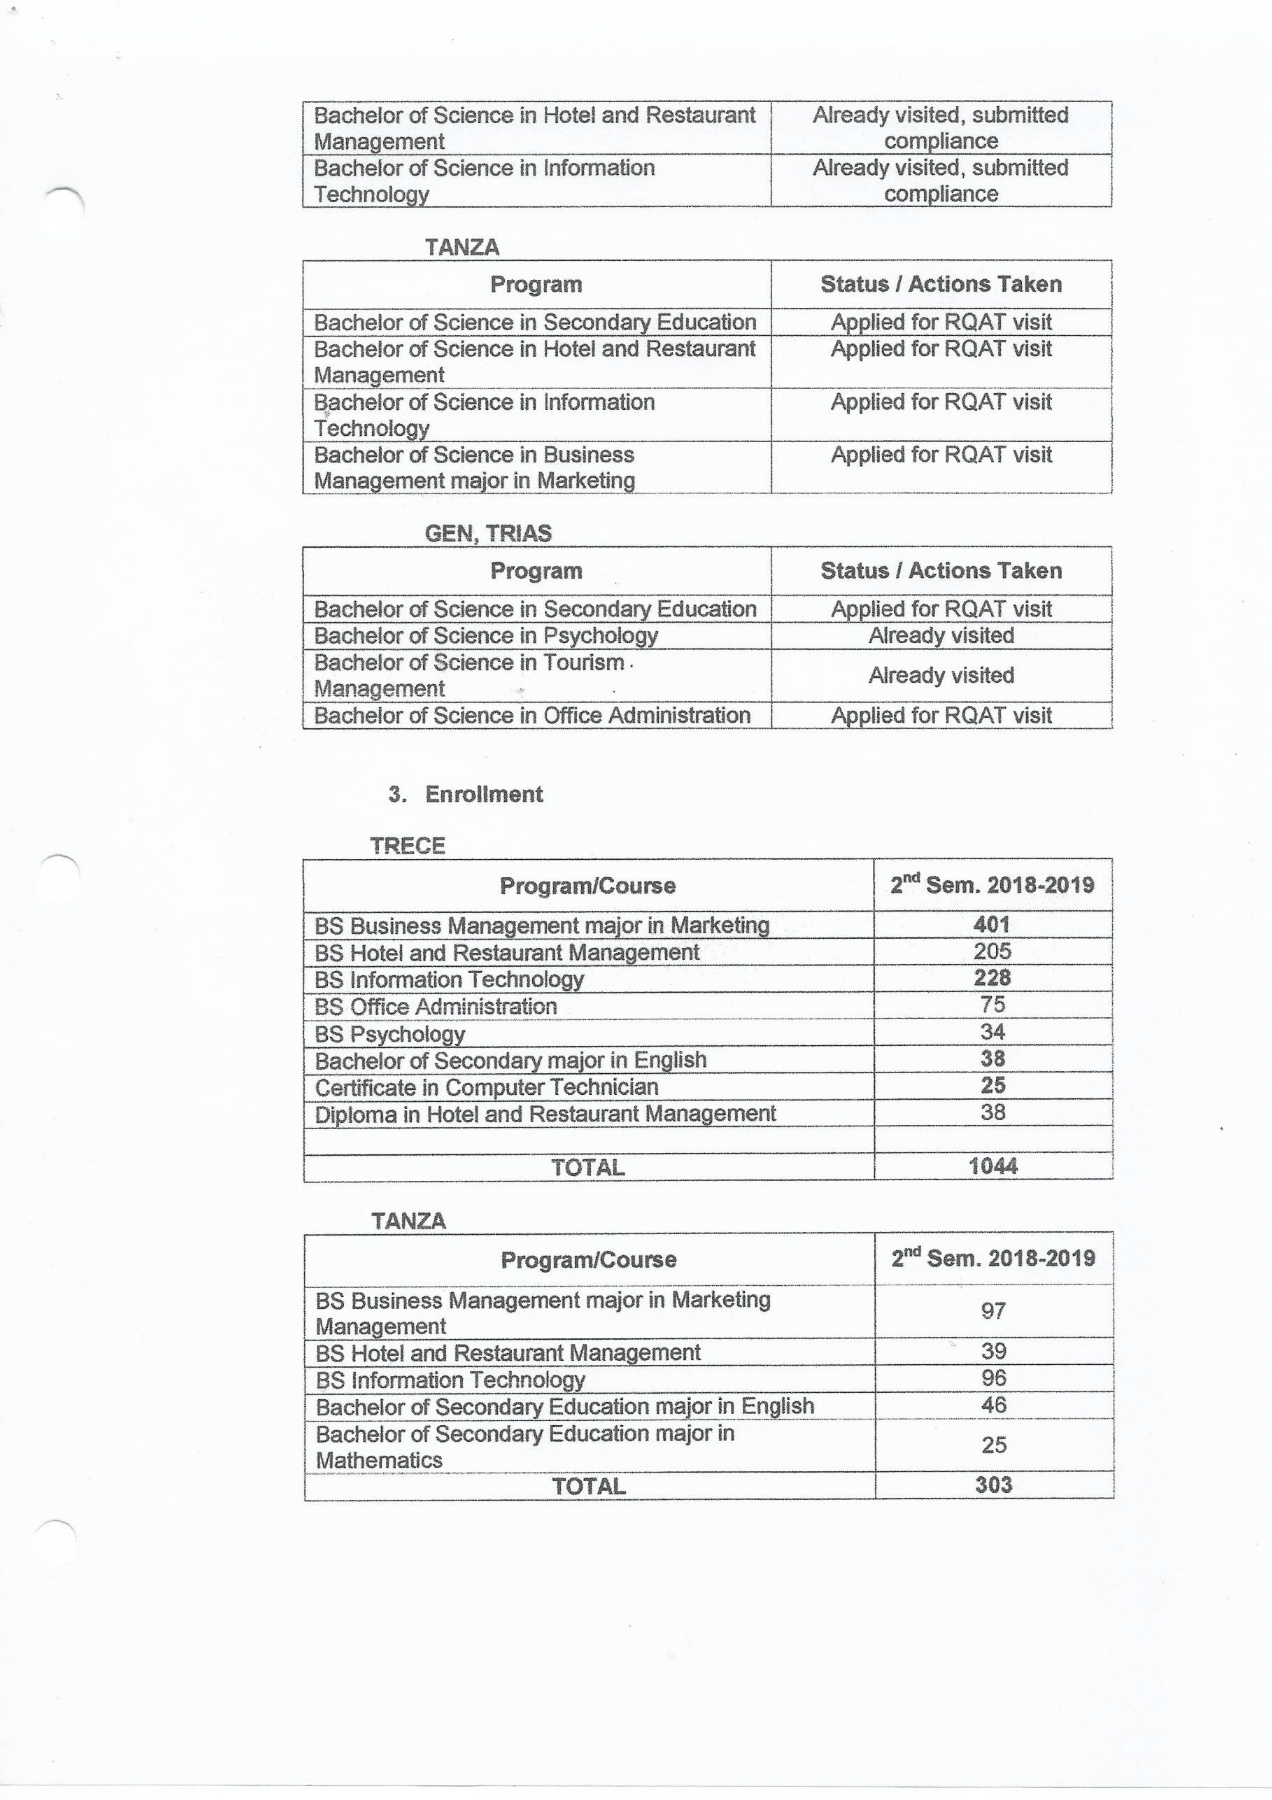 Bachelor of Science in Hotel and Restaurant Already visited, submitted
Management compliance
Bachelor of Science in Information Already visited, submitted
Technology compliance
TANZA
Program Status / Actions Taken
Bachelor of Science in Secondary Education Applied for RQAT visit
Bachelor of Science in Hotel and Restaurant Applied for RQAT visit
Management
Bachelor of Science in Information Applied for RQAT visit
Technology
Bachelor of Science in Business Applied for RQAT visit
Management major in Marketing
GEN, TRIAS
Program Status / Actions Taken
Bachelor of Science in Secondary Education Applied for RQAT visit
Bachelor of Science in Psychology Already visited
Bachelor of Science in Tourism
Management Already visited
Bachelor of Science in Office Administration Applied for RQAT visit
3. Enrollment
TRECE
Program/Course 2nd Sem. 2018-2019
BS Business Management major in Marketing 401
BS Hotel and Restaurant Management 205
BS Information Technology 228
BS Office Administration 75
BS Psychology 34
Bachelor of Secondary major in English 38
Certificate in Computer Technician 25
Diploma in Hotel and Restaurant Management 38
TOTAL 1044
TANZA
Program/Course 2nd Sem. 2018-2019
BS Business Management major in Marketing
Management 97
BS Hotel and Restaurant Management 39
BS Information Technology 96
Bachelor of Secondary Education major in English 46
Bachelor of Secondary Education major in
Mathematics 25
TOTAL 303